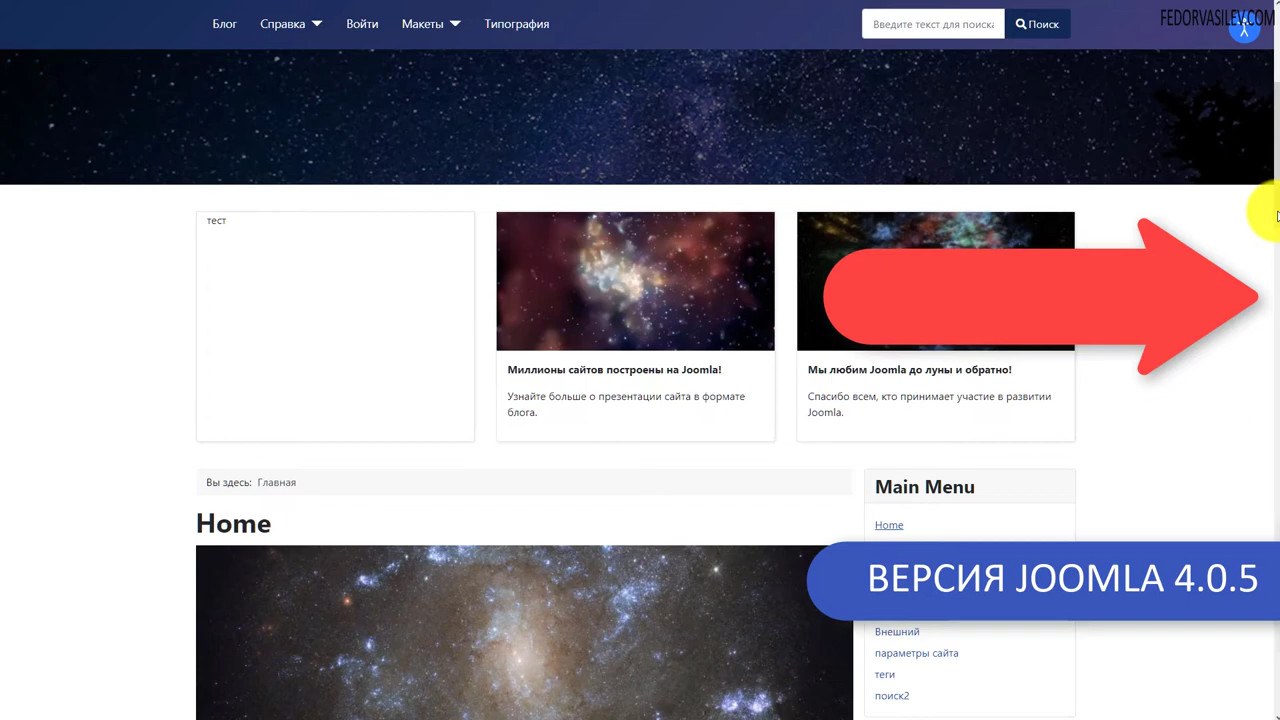 Блог
Справка
Войти
Макеты
Типография
Введите текст для поиска
Поиск
FEDORVASILEV.COM
тест
Миллионы сайтов построены на Joomla!
Узнайте больше о презентации сайта в формате
блога.
Мы любим Joomla до луны и обратно!
Спасибо всем, кто принимает участие в развитии
Joomla.
Вы здесь: Главная
Home
Main Menu
Home
ВЕРСИЯ JOOMLA 4.0.5
Внешний
параметры сайта
теги
поиск2